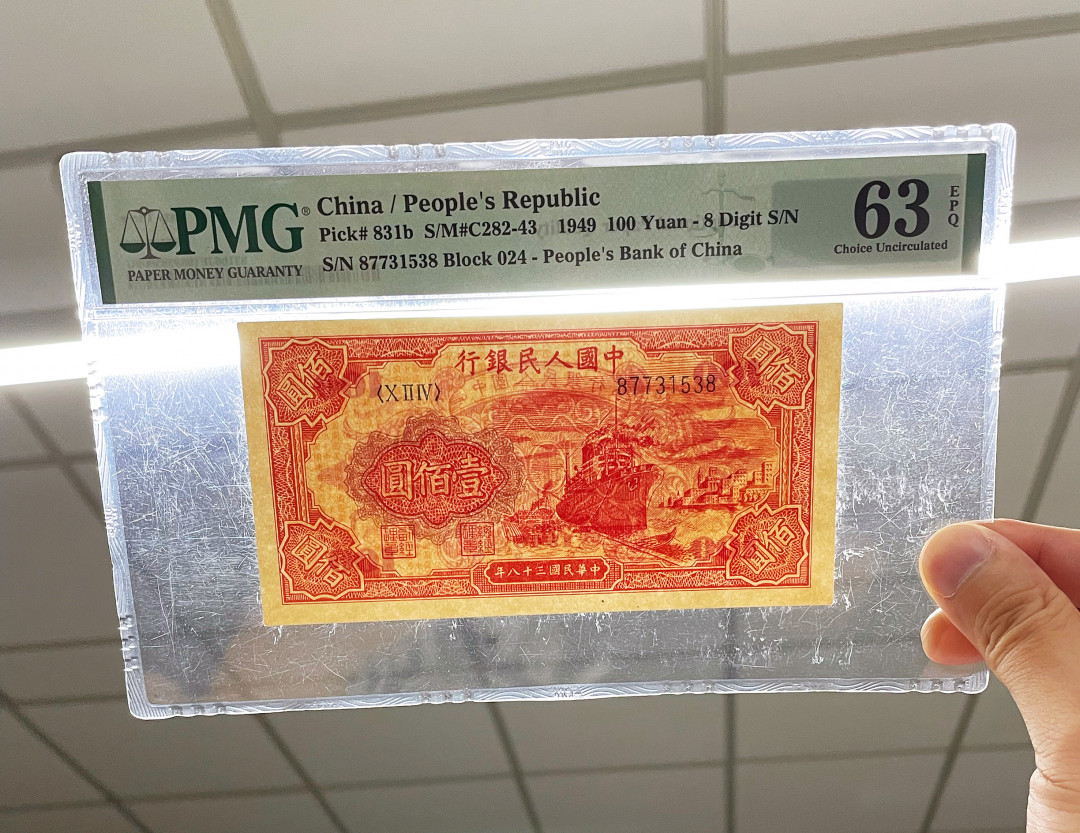 PMG®
PAPER MONEY GUARANTY
China / People's Republic
Pick# 831b S/M#C282-43 1949 100 Yuan - 8 Digit S/N
S/N 87731538 Block 024 - People's Bank of China
63
EPQ
Choice Uncirculated
中國人民銀行
佰圓
佰圓
〈ⅩⅡⅣ〉
87731538
壹佰圓
佰圓
佰圓
中華民國三十八年